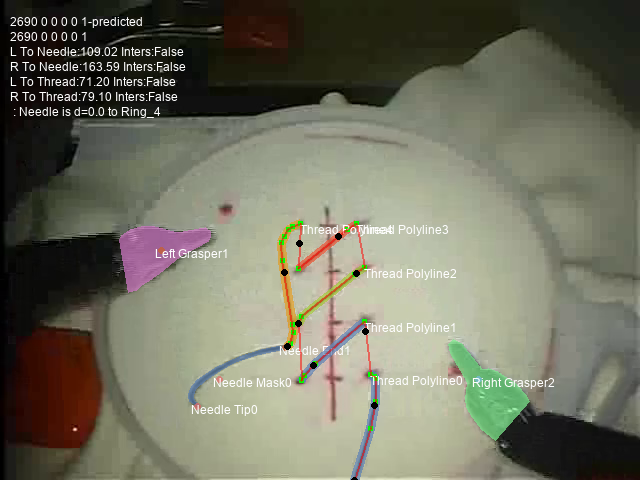 2690 0 0 0 0 1-predicted
2690 0 0 0 0 1
L To Needle:109.02 Inters:False
R To Needle:163.59 Inters:False
L To Thread:71.20 Inters:False
R To Thread:79.10 Inters:False
: Needle is d=0.0 to Ring_4
Thread Polyline3
Left Grasper1
Thread Polyline2
Thread Polyline1
Needle Mask0
Thread Polyline0
Right Grasper2
Needle Tip0